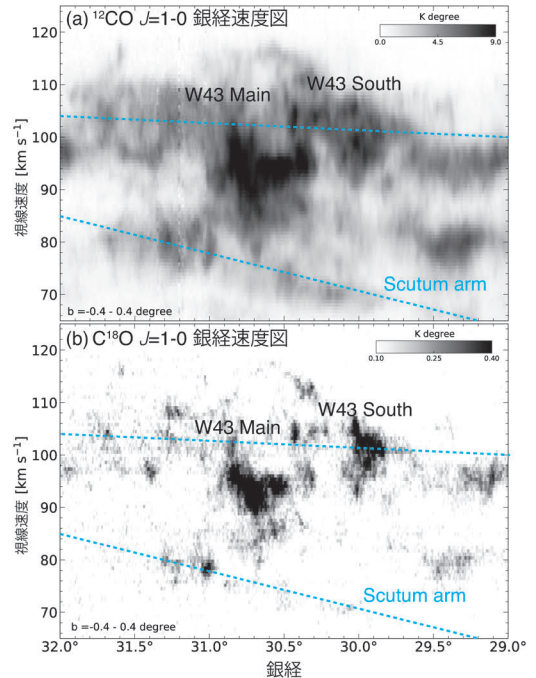 (a) ¹²CO J=1-0 銀経速度図
K degree
0.0 4.5 9.0
W43 Main
W43 South
Scutum arm
b =-0.4 - 0.4 degree
視線速度 [km s⁻¹]
120
110
100
90
80
70
(b) C¹⁸O J=1-0 銀経速度図
K degree
0.10 0.25 0.40
W43 Main
W43 South
Scutum arm
b =-0.4 - 0.4 degree
視線速度 [km s⁻¹]
120
110
100
90
80
70
32.0° 31.5° 31.0° 30.5° 30.0° 29.5° 29.0°
銀経